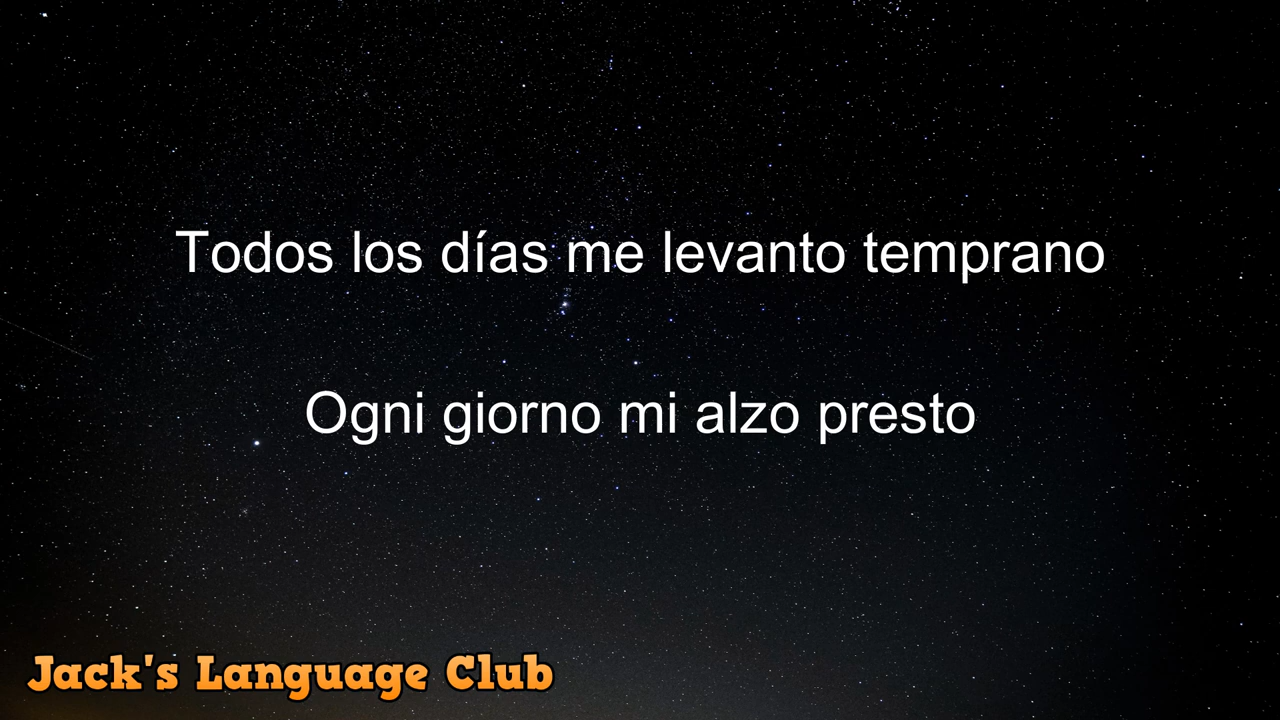 Todos los días me levanto temprano
Ogni giorno mi alzo presto
Jack's Language Club